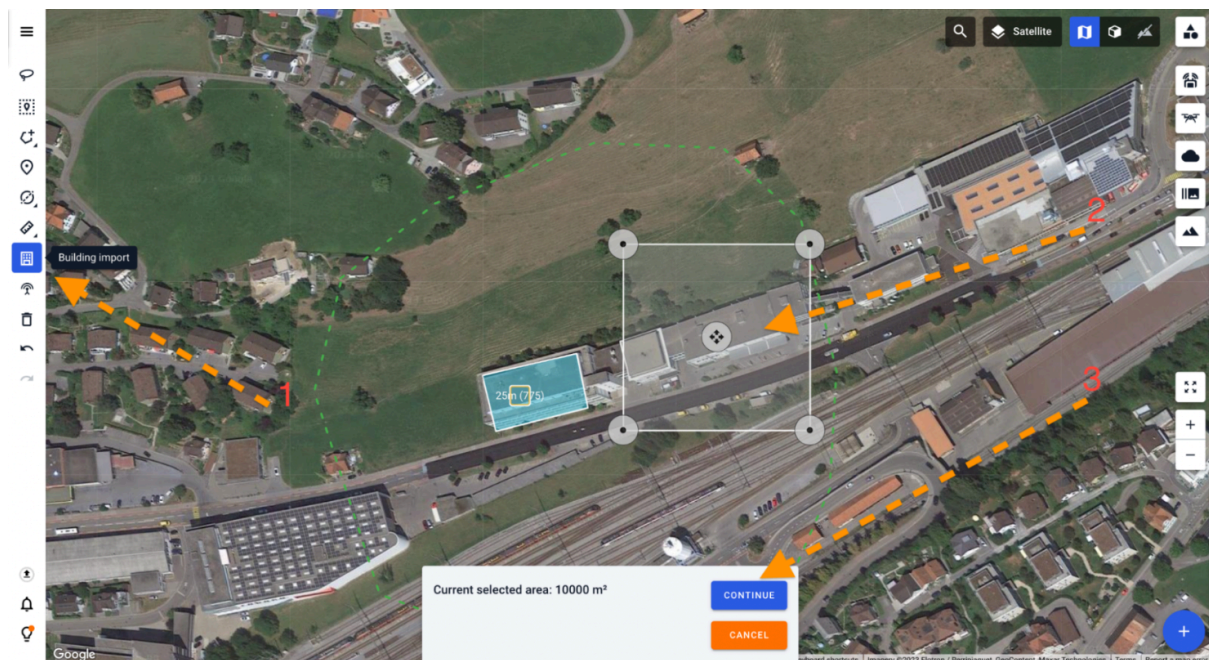 Satellite
2
Building import
3
25m (775)
1
Current selected area: 10000 m²
CONTINUE
CANCEL
Google